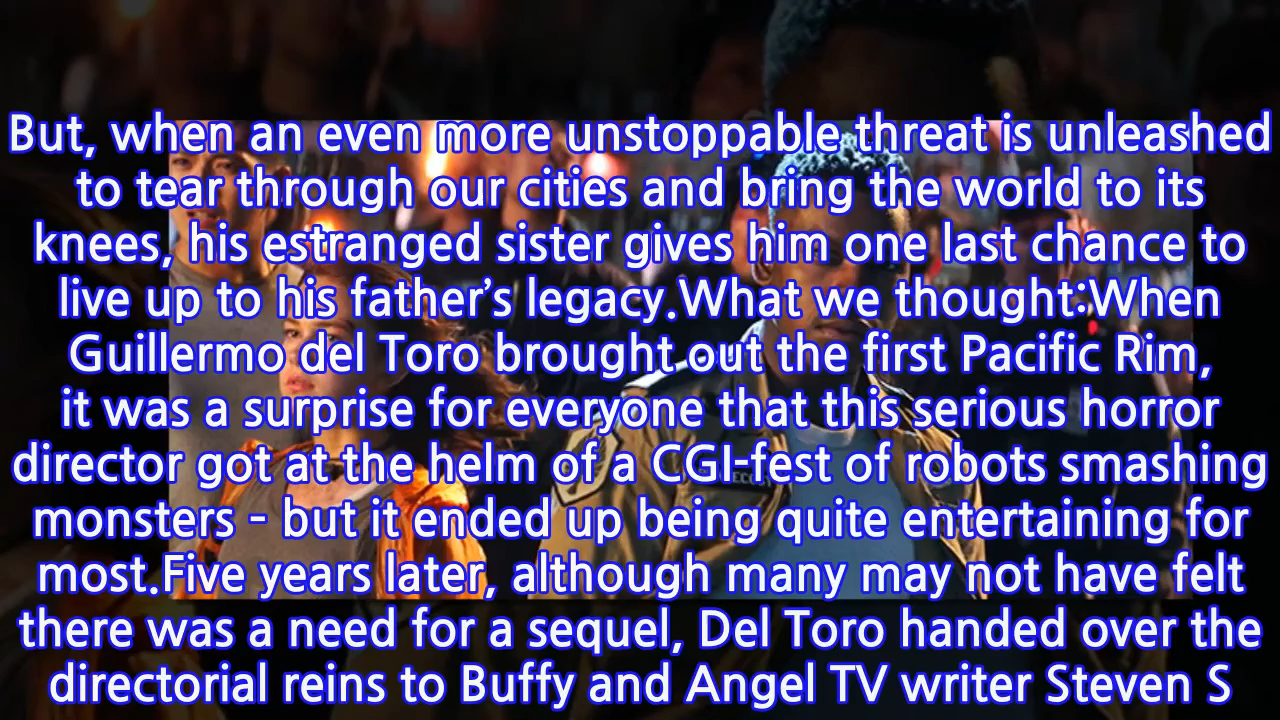 But, when an even more unstoppable threat is unleashed
to tear through our cities and bring the world to its
knees, his estranged sister gives him one last chance to
live up to his father’s legacy.What we thought:When
Guillermo del Toro brought out the first Pacific Rim,
it was a surprise for everyone that this serious horror
director got at the helm of a CGI-fest of robots smashing
monsters - but it ended up being quite entertaining for
most.Five years later, although many may not have felt
there was a need for a sequel, Del Toro handed over the
directorial reins to Buffy and Angel TV writer Steven S